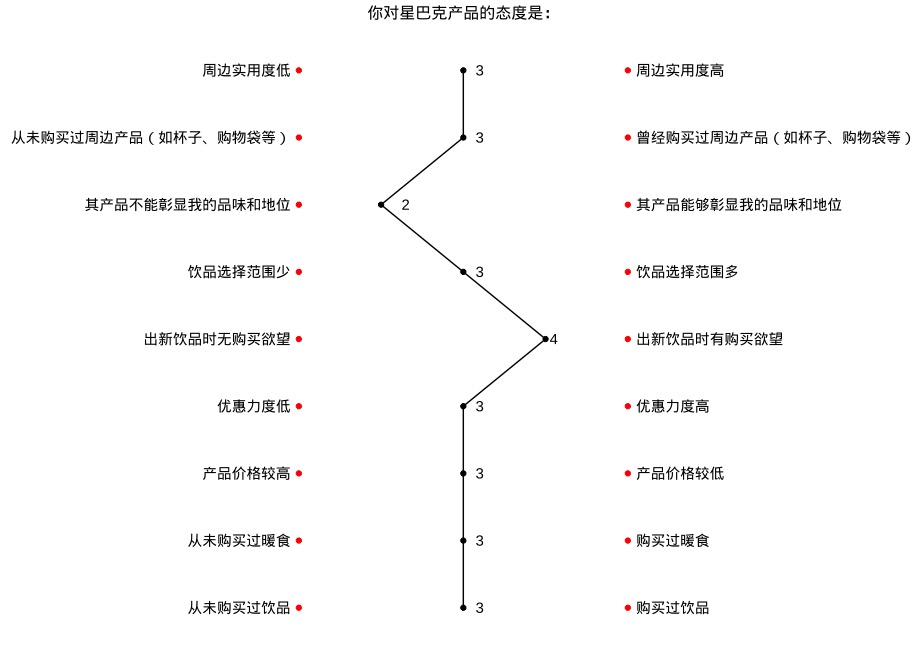 你对星巴克产品的态度是：
周边实用度低 3 周边实用度高
从未购买过周边产品（如杯子、购物袋等） 3 曾经购买过周边产品（如杯子、购物袋等）
其产品不能彰显我的品味和地位 2 其产品能够彰显我的品味和地位
饮品选择范围少 3 饮品选择范围多
出新饮品时无购买欲望 4 出新饮品时有购买欲望
优惠力度低 3 优惠力度高
产品价格较高 3 产品价格较低
从未购买过暖食 3 购买过暖食
从未购买过饮品 3 购买过饮品